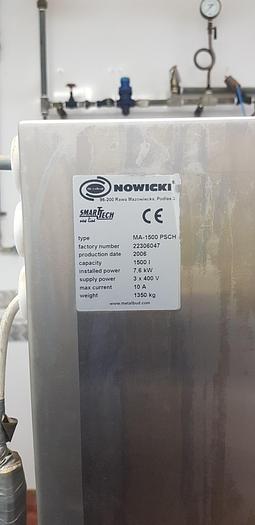 NOWICKI
96-200 Rawa Mazowiecka, Podlas 2
SMARTTECH
CE
type MA-1500 PSCH
factory number 22306047
production date 2006
capacity 1500 l
installed power 7,6 kW
supply power 3 x 400 V
max current 10 A
weight 1350 kg
www.metalbud.com